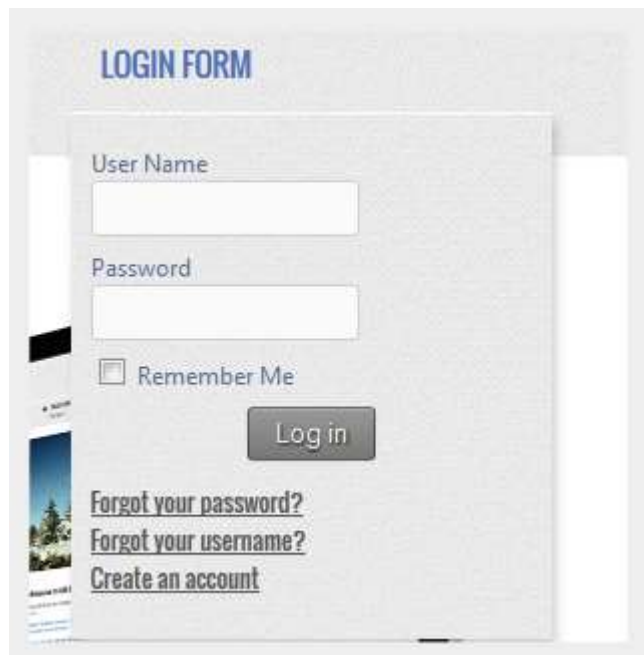 LOGIN FORM
User Name
Password
Remember Me
Log in
Forgot your password?
Forgot your username?
Create an account